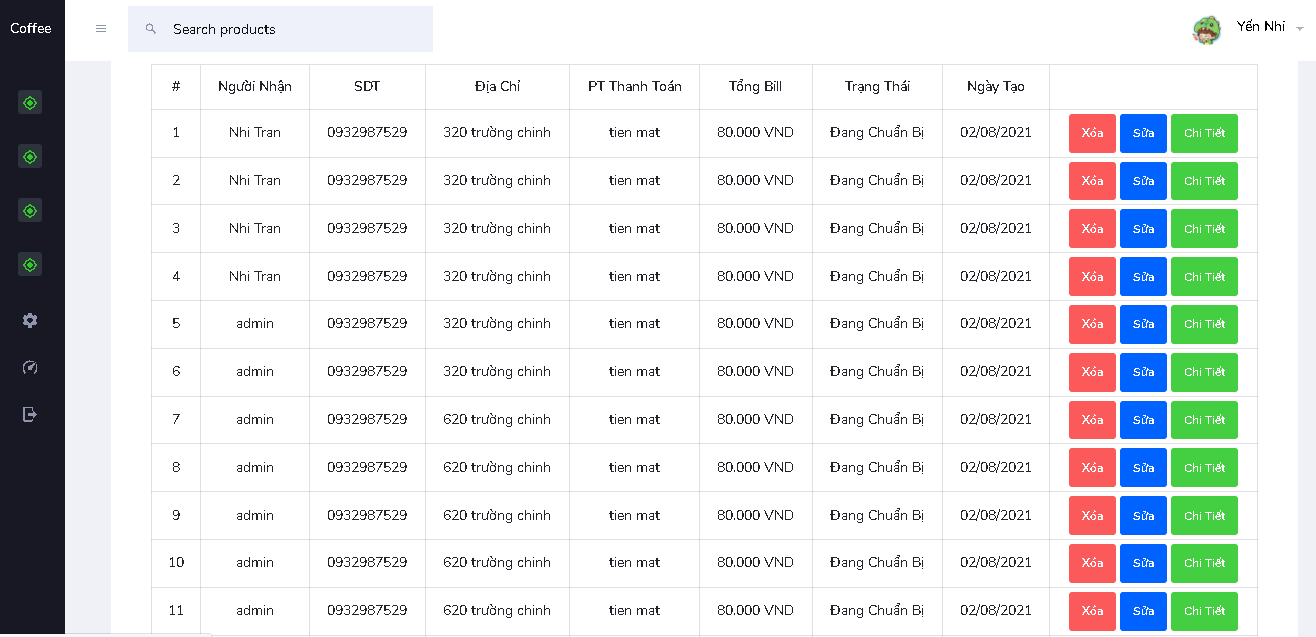 Coffee
Search products
Yến Nhi
# Người Nhận SDT Địa Chỉ PT Thanh Toán Tổng Bill Trạng Thái Ngày Tạo
1 Nhi Tran 0932987529 320 trường chinh tien mat 80.000 VND Đang Chuẩn Bị 02/08/2021 Xóa Sửa Chi Tiết
2 Nhi Tran 0932987529 320 trường chinh tien mat 80.000 VND Đang Chuẩn Bị 02/08/2021 Xóa Sửa Chi Tiết
3 Nhi Tran 0932987529 320 trường chinh tien mat 80.000 VND Đang Chuẩn Bị 02/08/2021 Xóa Sửa Chi Tiết
4 Nhi Tran 0932987529 320 trường chinh tien mat 80.000 VND Đang Chuẩn Bị 02/08/2021 Xóa Sửa Chi Tiết
5 admin 0932987529 320 trường chinh tien mat 80.000 VND Đang Chuẩn Bị 02/08/2021 Xóa Sửa Chi Tiết
6 admin 0932987529 320 trường chinh tien mat 80.000 VND Đang Chuẩn Bị 02/08/2021 Xóa Sửa Chi Tiết
7 admin 0932987529 620 trường chinh tien mat 80.000 VND Đang Chuẩn Bị 02/08/2021 Xóa Sửa Chi Tiết
8 admin 0932987529 620 trường chinh tien mat 80.000 VND Đang Chuẩn Bị 02/08/2021 Xóa Sửa Chi Tiết
9 admin 0932987529 620 trường chinh tien mat 80.000 VND Đang Chuẩn Bị 02/08/2021 Xóa Sửa Chi Tiết
10 admin 0932987529 620 trường chinh tien mat 80.000 VND Đang Chuẩn Bị 02/08/2021 Xóa Sửa Chi Tiết
11 admin 0932987529 620 trường chinh tien mat 80.000 VND Đang Chuẩn Bị 02/08/2021 Xóa Sửa Chi Tiết